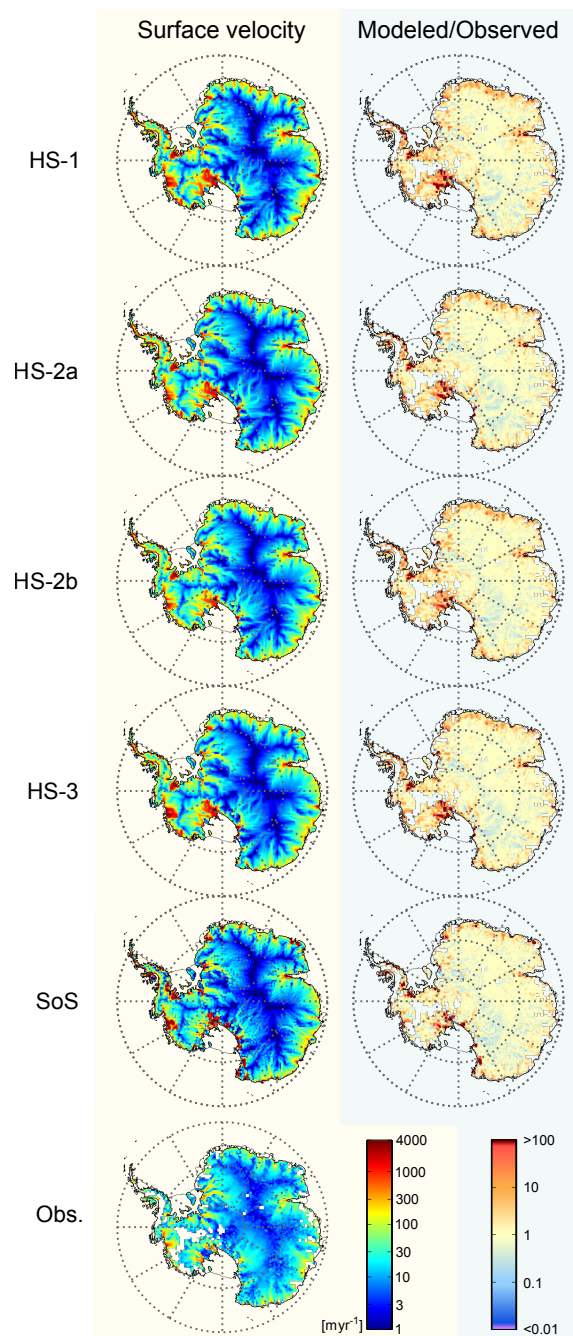 Surface velocity Modeled/Observed
HS-1
HS-2a
HS-2b
HS-3
SoS
Obs.
4000
1000
300
100
30
10
3
1
[myr⁻¹]
>100
10
1
0.1
<0.01